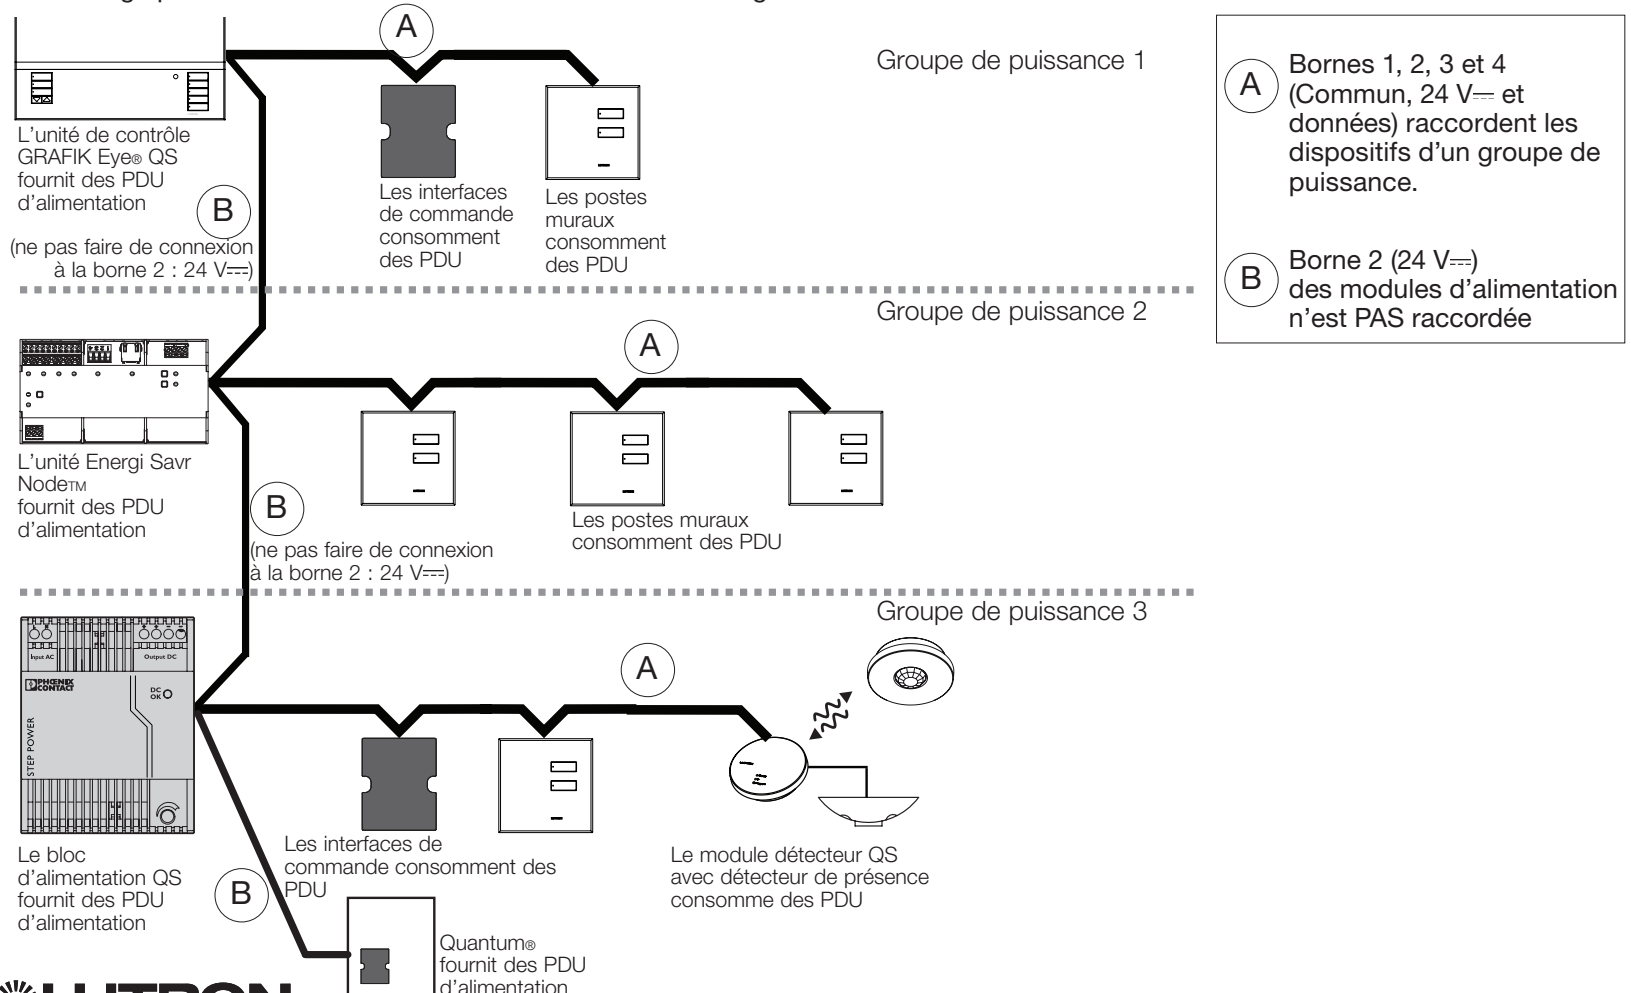 A
Groupe de puissance 1
L'unité de contrôle
GRAFIK Eye® QS
fournit des PDU
d'alimentation
B
(ne pas faire de connexion
à la borne 2 : 24 V⎓)
Les interfaces
de commande
consomment
des PDU
Les postes
muraux
consomment
des PDU
A
Bornes 1, 2, 3 et 4
(Commun, 24 V⎓ et
données) raccordent les
dispositifs d'un groupe de
puissance.
B
Borne 2 (24 V⎓)
des modules d'alimentation
n'est PAS raccordée
Groupe de puissance 2
A
L'unité Energi Savr
Node™
fournit des PDU
d'alimentation
B
(ne pas faire de connexion
à la borne 2 : 24 V⎓)
Les postes muraux
consomment des PDU
Groupe de puissance 3
A
Input AC
Output DC
PHŒNIX
CONTACT
DC
OK
STEP POWER
Le bloc
d'alimentation QS
fournit des PDU
d'alimentation
B
Les interfaces de
commande consomment des
PDU
Le module détecteur QS
avec détecteur de présence
consomme des PDU
Quantum®
fournit des PDU
d'alimentation
LUTRON